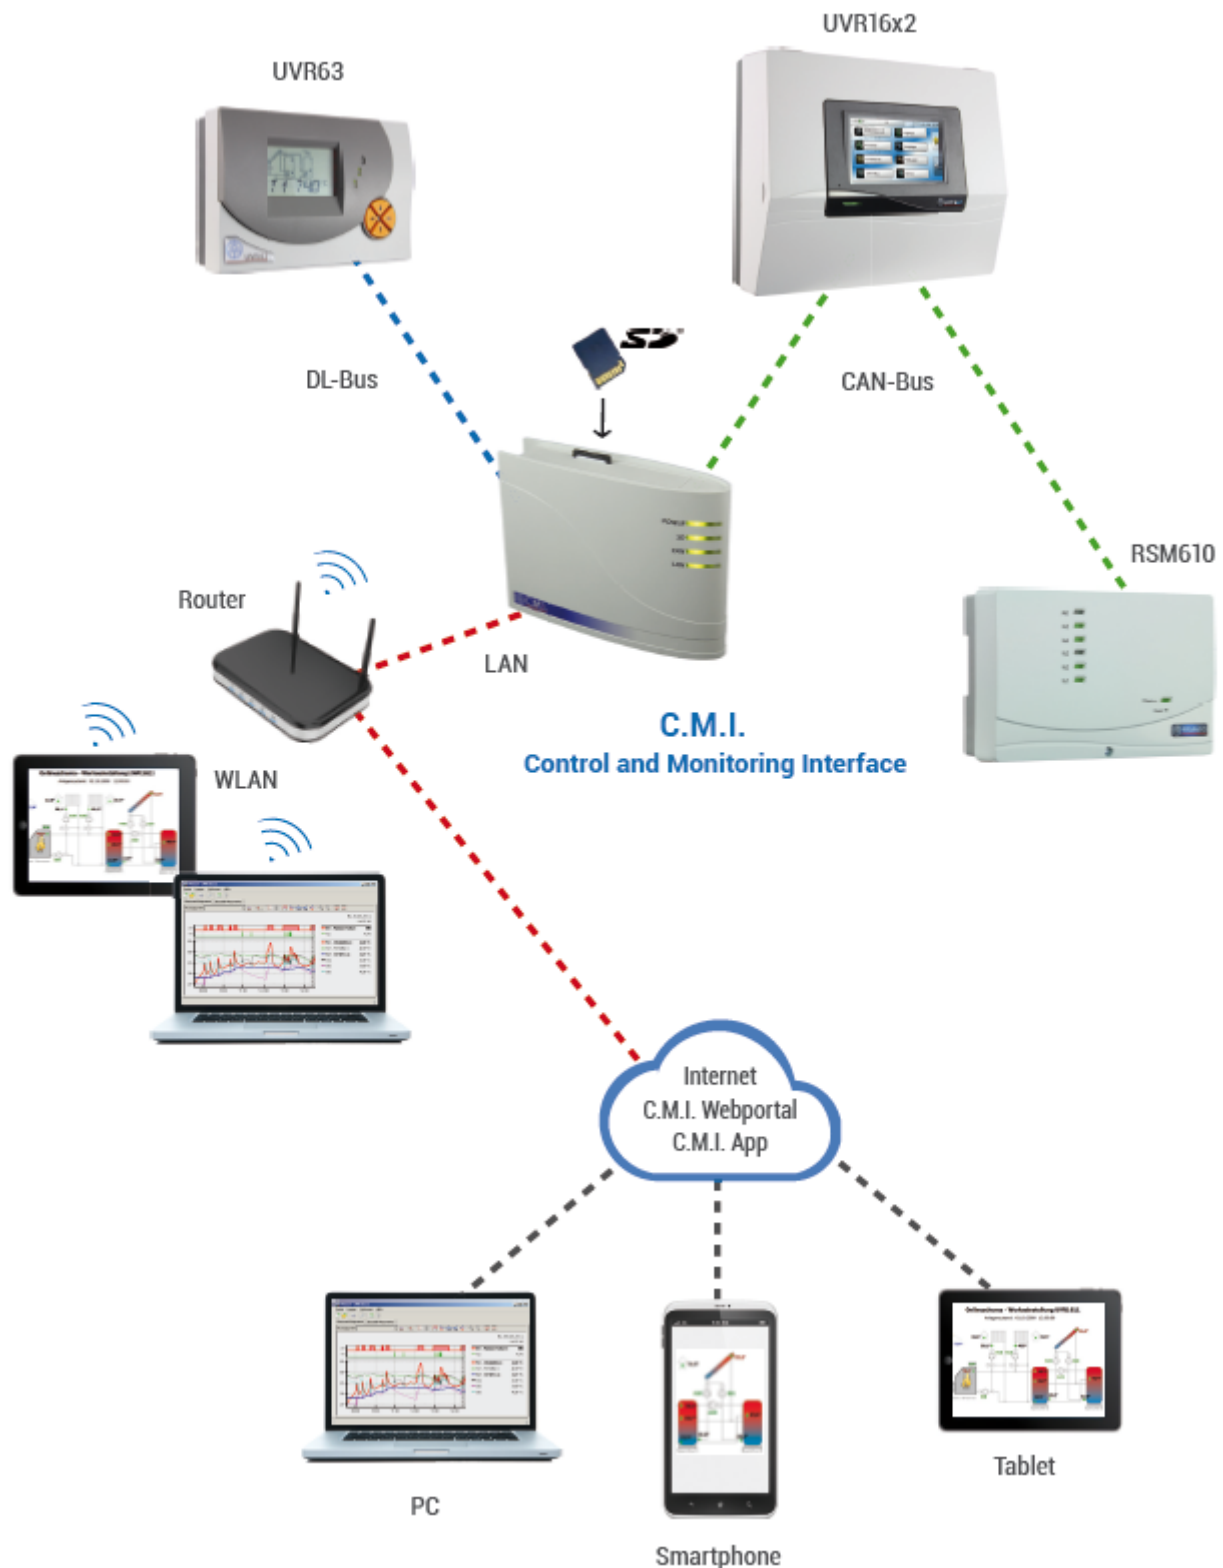 UVR16x2
UVR63
DL-Bus
CAN-Bus
RSM610
Router
LAN
C.M.I.
Control and Monitoring Interface
WLAN
Internet
C.M.I. Webportal
C.M.I. App
PC
Smartphone
Tablet